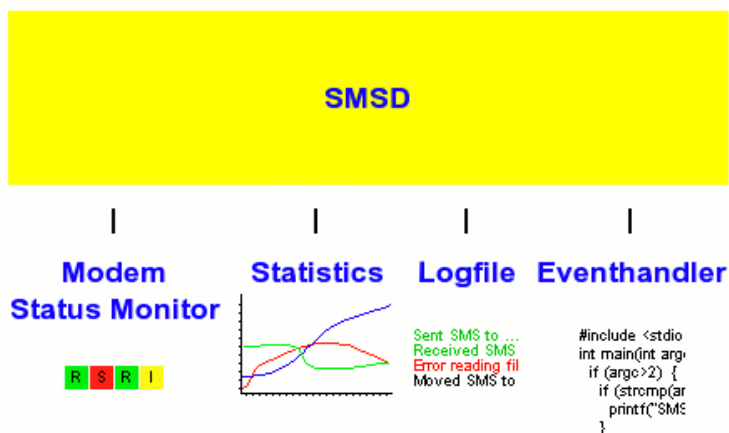 SMSD
Modem
Status Monitor
Statistics
Logfile
Eventhandler
R S R I
Sent SMS to ...
Received SMS
Error reading fil
Moved SMS to
#include <stdio
int main(int arg
if (argc>2) {
if (strcmp(ar
printf("SMS
}